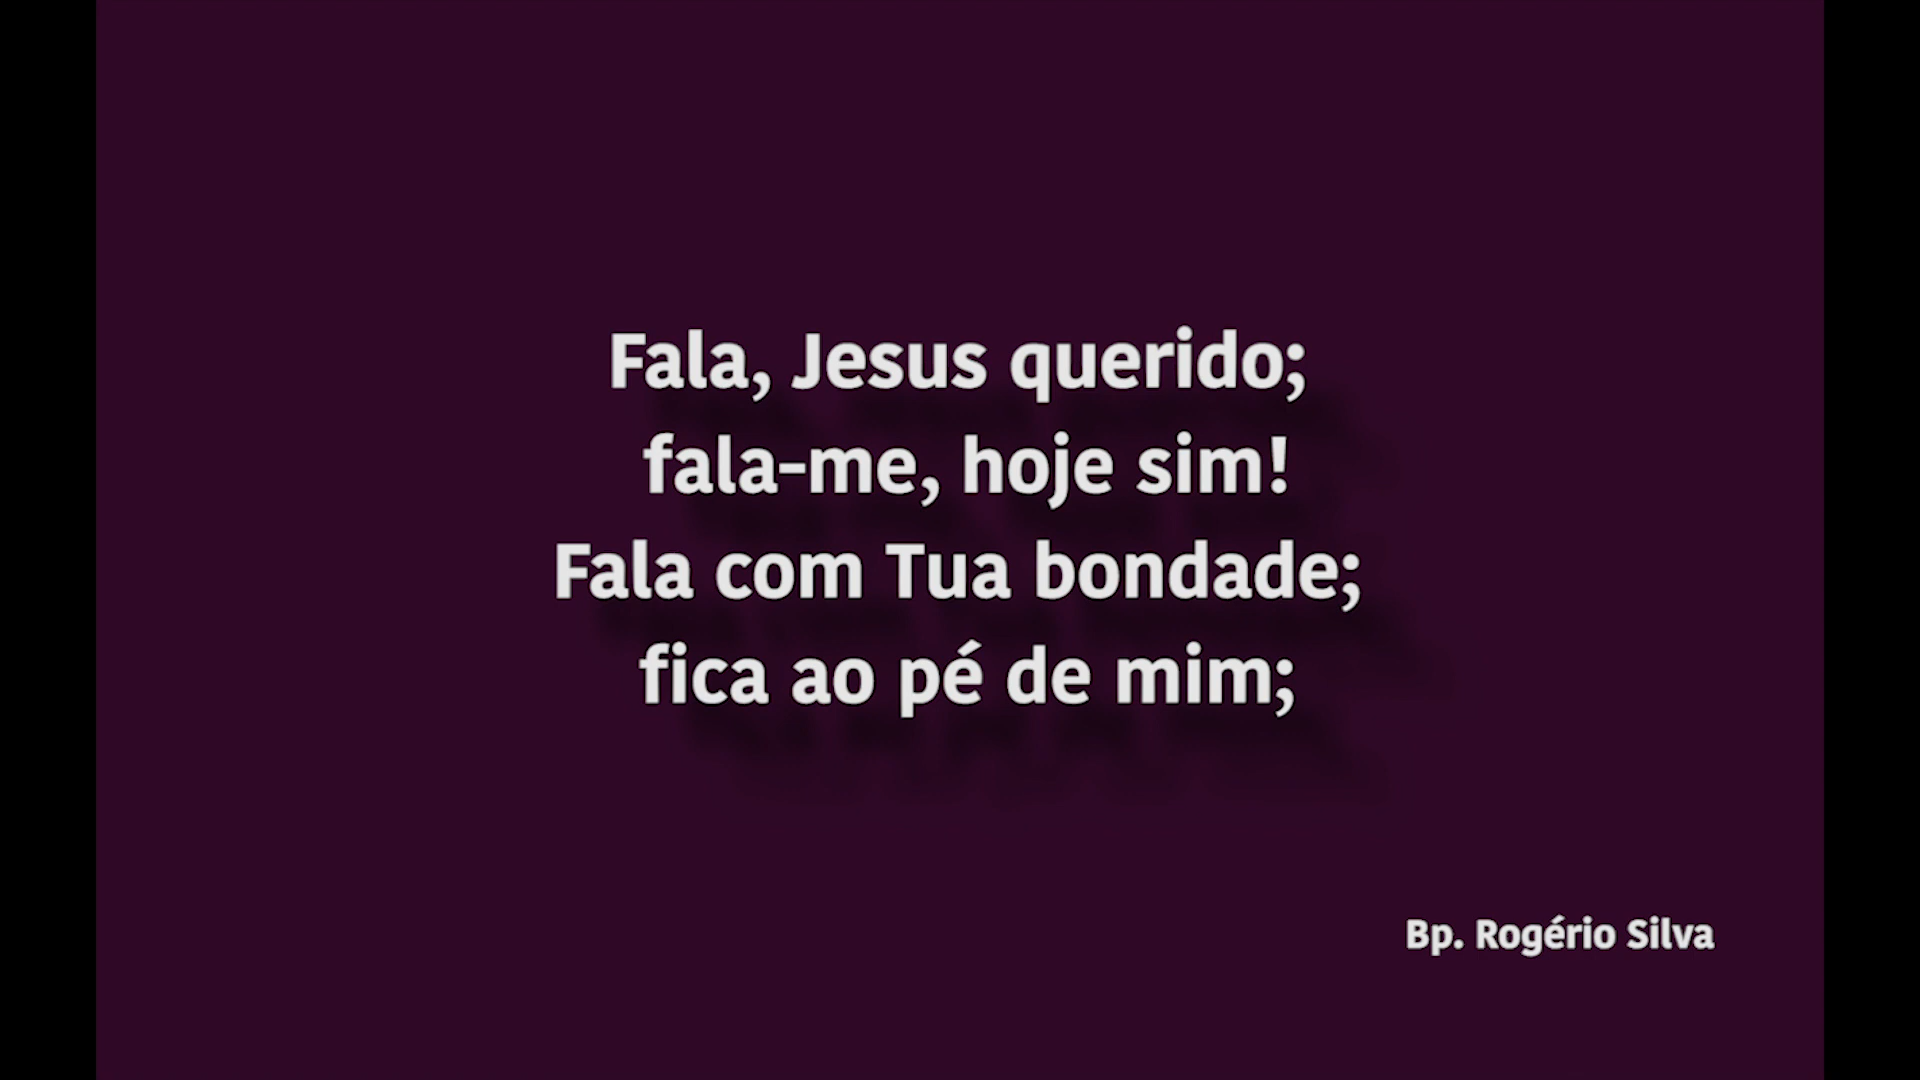 Fala, Jesus querido;
fala-me, hoje sim!
Fala com Tua bondade;
fica ao pé de mim;
Bp. Rogério Silva